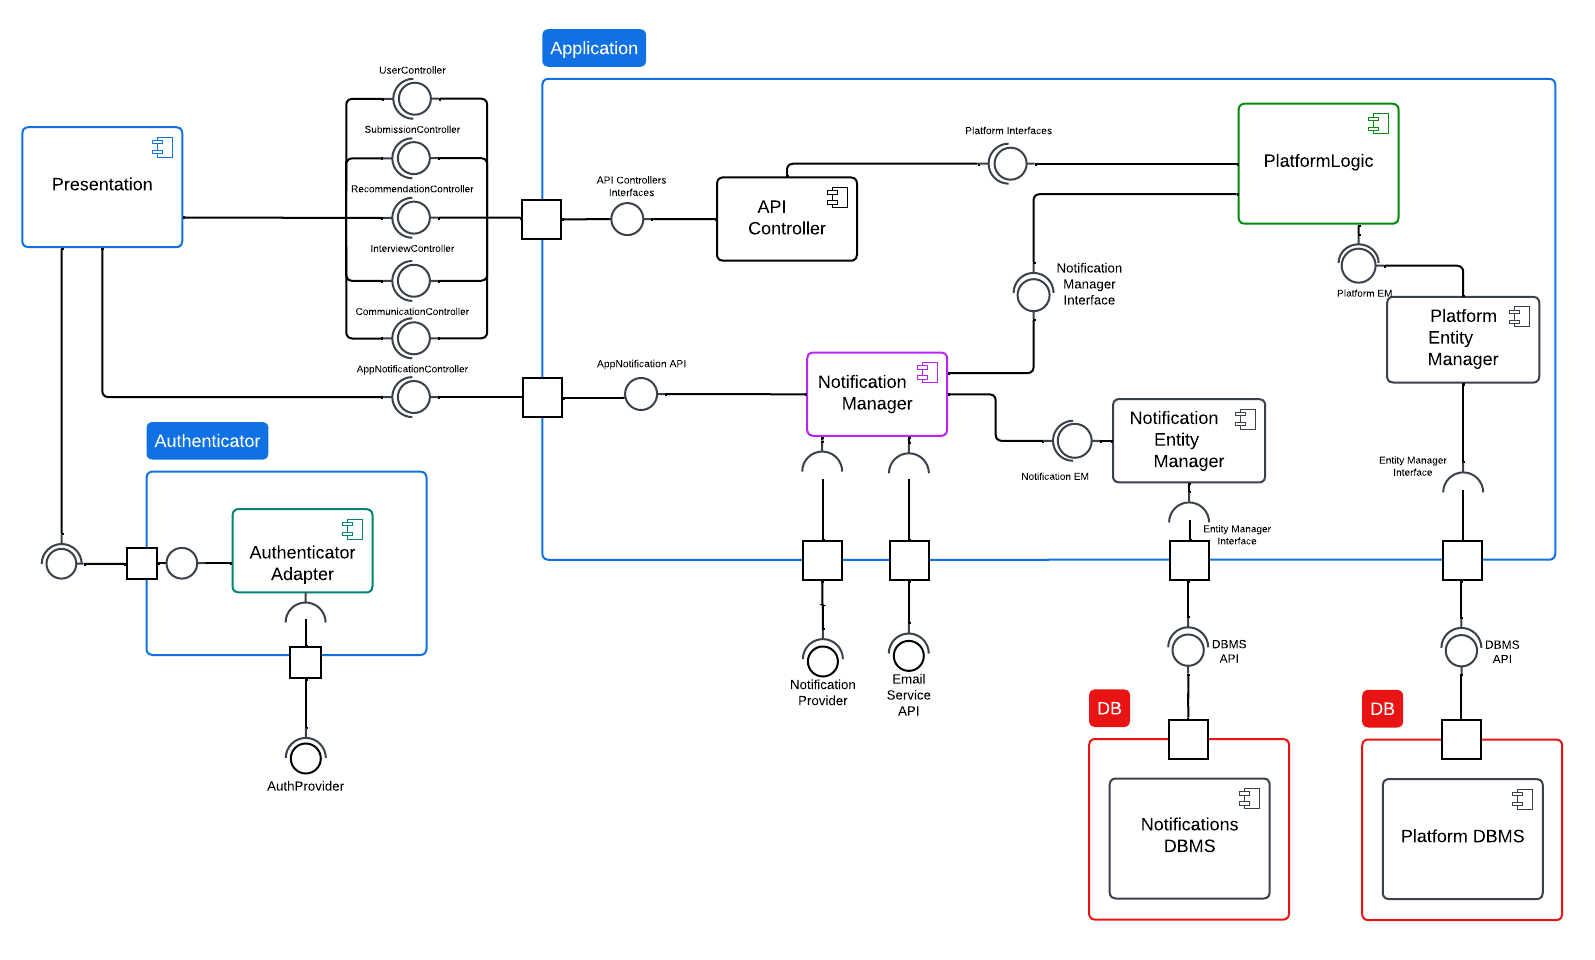 Application
UserController
SubmissionController
RecommendationController
InterviewController
CommunicationController
AppNotificationController
Presentation
API Controllers
Interfaces
API
Controller
Platform Interfaces
PlatformLogic
Notification
Manager
Interface
Platform EM
Platform
Entity
Manager
AppNotification API
Notification
Manager
Notification
Entity
Manager
Notification EM
Entity Manager
Interface
Entity Manager
Interface
Authenticator
Authenticator
Adapter
AuthProvider
Notification
Provider
Email
Service
API
DBMS
API
DBMS
API
DB
DB
Notifications
DBMS
Platform DBMS